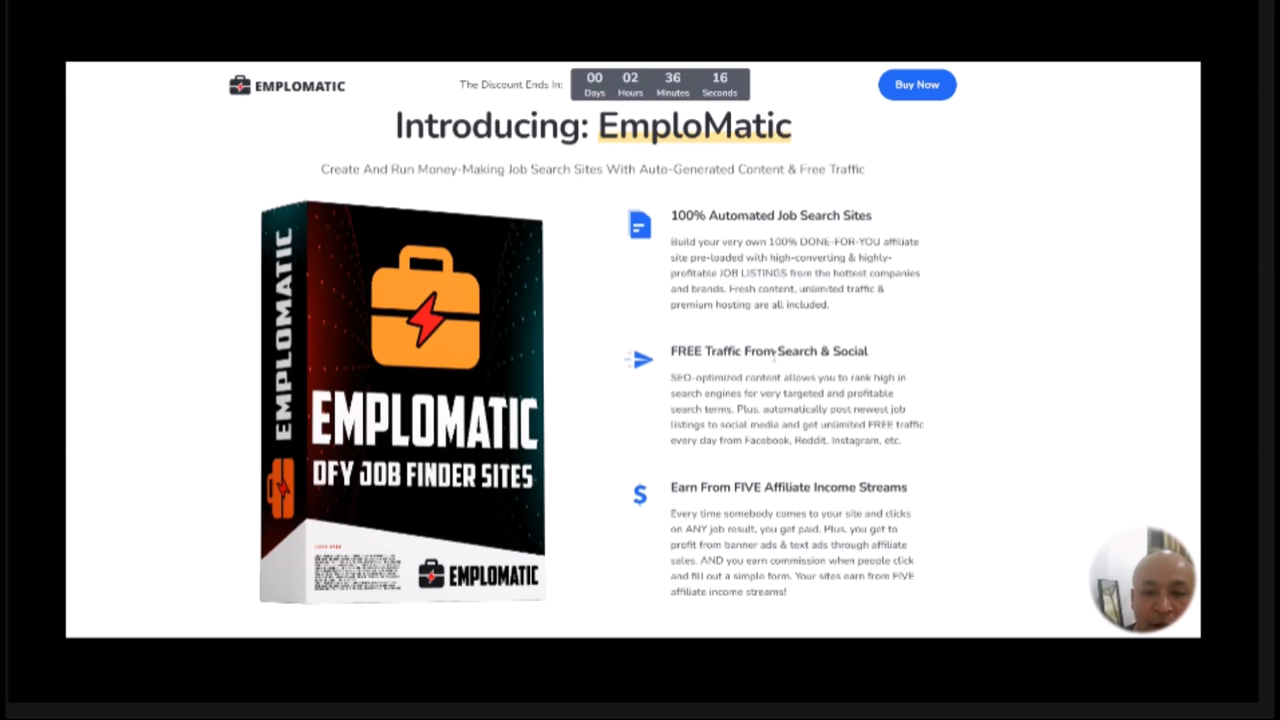 EMPLOMATIC
The Discount Ends In:
00 02 36 16
Days Hours Minutes Seconds
Buy Now
Introducing: EmploMatic
Create And Run Money-Making Job Search Sites With Auto-Generated Content & Free Traffic
EMPLOMATIC
EMPLOMATIC
DFY JOB FINDER SITES
EMPLOMATIC
100% Automated Job Search Sites
Build your very own 100% DONE-FOR-YOU affiliate
site pre-loaded with high-converting & highly-
profitable JOB LISTINGS from the hottest companies
and brands. Fresh content, unlimited traffic &
premium hosting are all included.
FREE Traffic From Search & Social
SEO-optimized content allows you to rank high in
search engines for very targeted and profitable
search terms. Plus, automatically post newest job
listings to social media and get unlimited FREE traffic
every day from Facebook, Reddit, Instagram, etc.
Earn From FIVE Affiliate Income Streams
Every time somebody comes to your site and clicks
on ANY job result, you get paid. Plus, you get to
profit from banner ads & text ads through affiliate
sales. AND you earn commission when people click
and fill out a simple form. Your sites earn from FIVE
affiliate income streams!